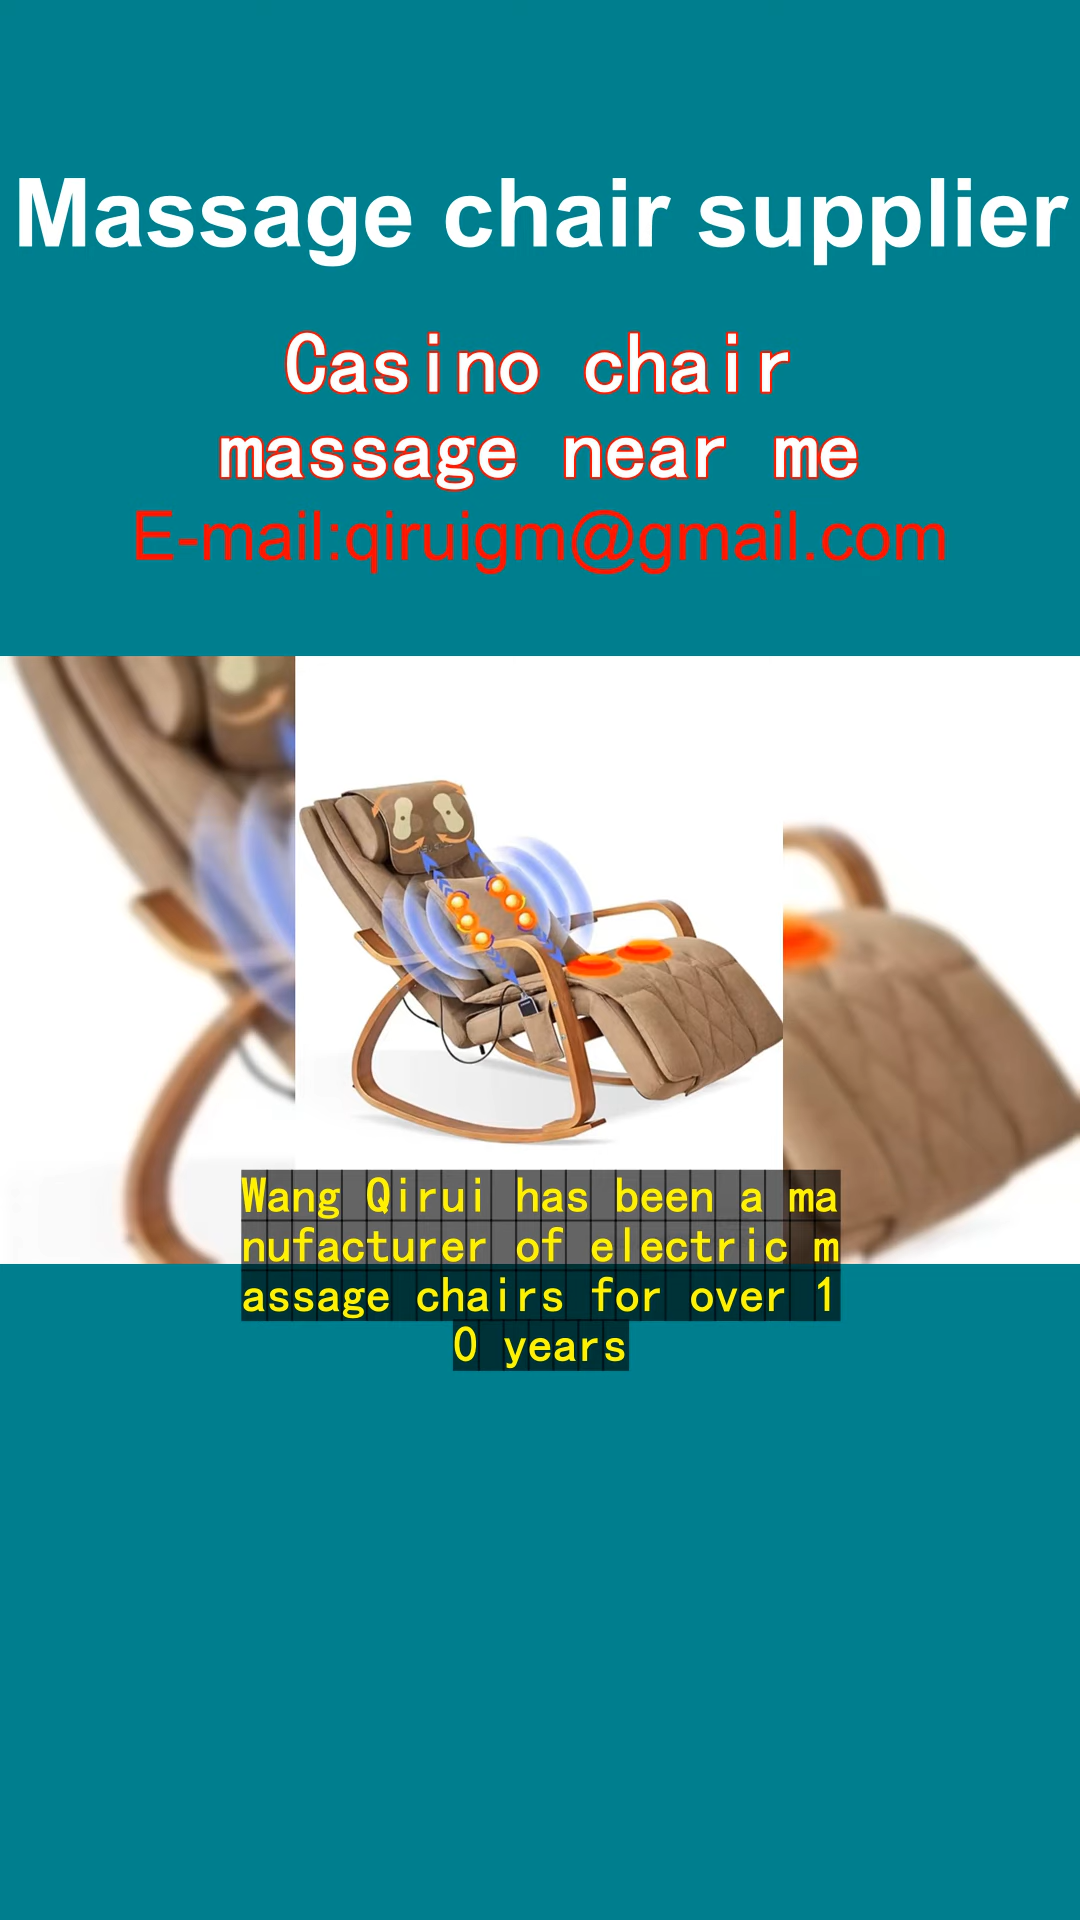 Massage chair supplier
Casino chair
massage near me
E-mail:qiruigm@gmail.com
Wang Qirui has been a ma
nufacturer of electric m
assage chairs for over 1
0 years